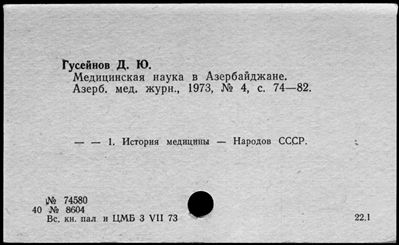 Гусейнов Д. Ю.
Медицинская наука в Азербайджане.
Азерб. мед. журн., 1973, № 4, с. 74—82.
— — 1. История медицины — Народов СССР.
№ 74580
40 № 8604
Вс. кн. пал и ЦМБ 3 VII 73
22.1